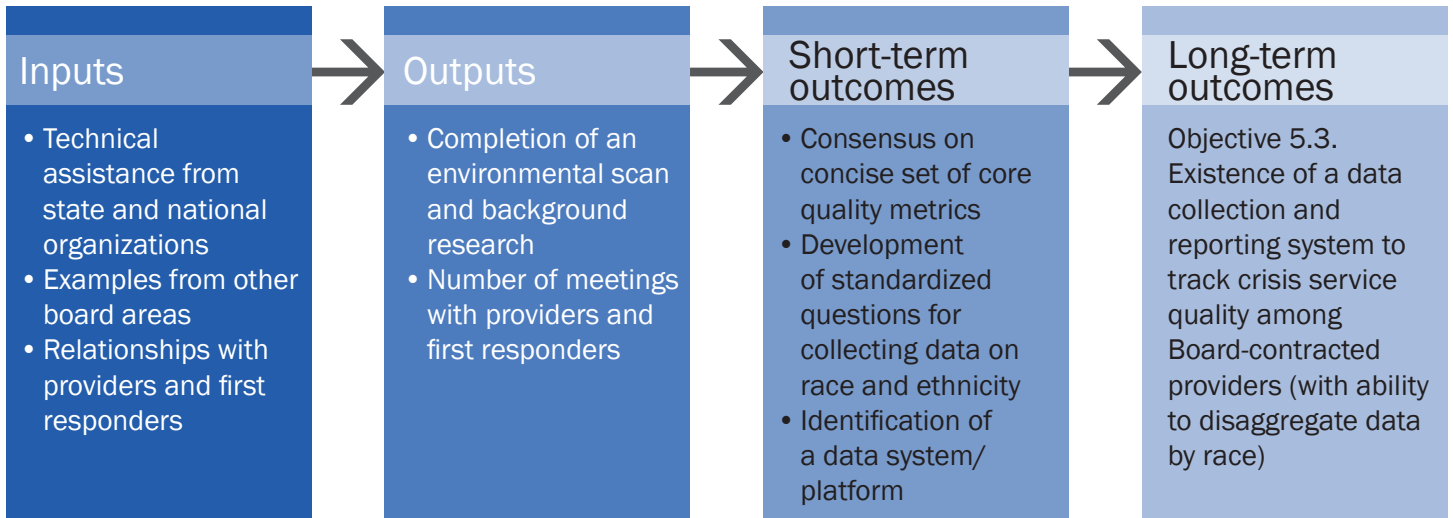 Inputs
• Technical
assistance from
state and national
organizations
• Examples from other
board areas
• Relationships with
providers and first
responders
Outputs
• Completion of an
environmental scan
and background
research
• Number of meetings
with providers and
first responders
Short-term
outcomes
• Consensus on
concise set of core
quality metrics
• Development
of standardized
questions for
collecting data on
race and ethnicity
• Identification of
a data system/
platform
Long-term
outcomes
Objective 5.3.
Existence of a data
collection and
reporting system to
track crisis service
quality among
Board-contracted
providers (with ability
to disaggregate data
by race)